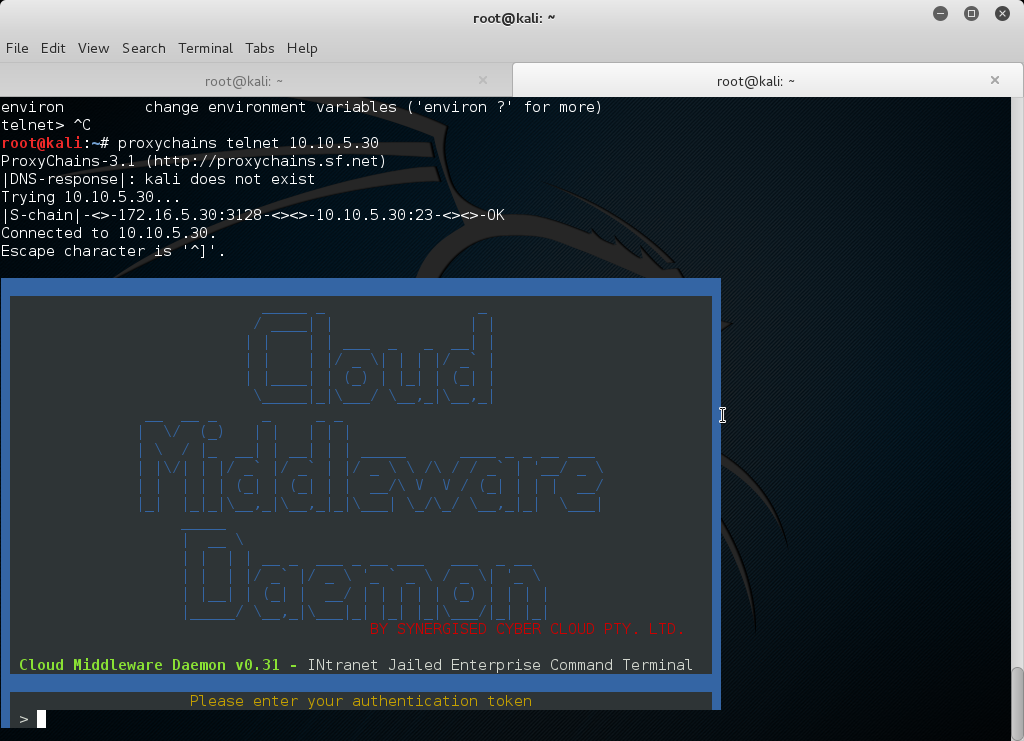 root@kali: ~
File Edit View Search Terminal Tabs Help
root@kali: ~ root@kali: ~
environ         change environment variables ('environ ?' for more)
telnet> ^C
root@kali:~# proxychains telnet 10.10.5.30
ProxyChains-3.1 (http://proxychains.sf.net)
|DNS-response|: kali does not exist
Trying 10.10.5.30...
|S-chain|-<>-172.16.5.30:3128-<><>-10.10.5.30:23-<><>-OK
Connected to 10.10.5.30.
Escape character is '^]'.
Cloud
Middleware
Daemon
BY SYNERGISED CYBER CLOUD PTY. LTD.
Cloud Middleware Daemon v0.31 - INtranet Jailed Enterprise Command Terminal
Please enter your authentication token
>